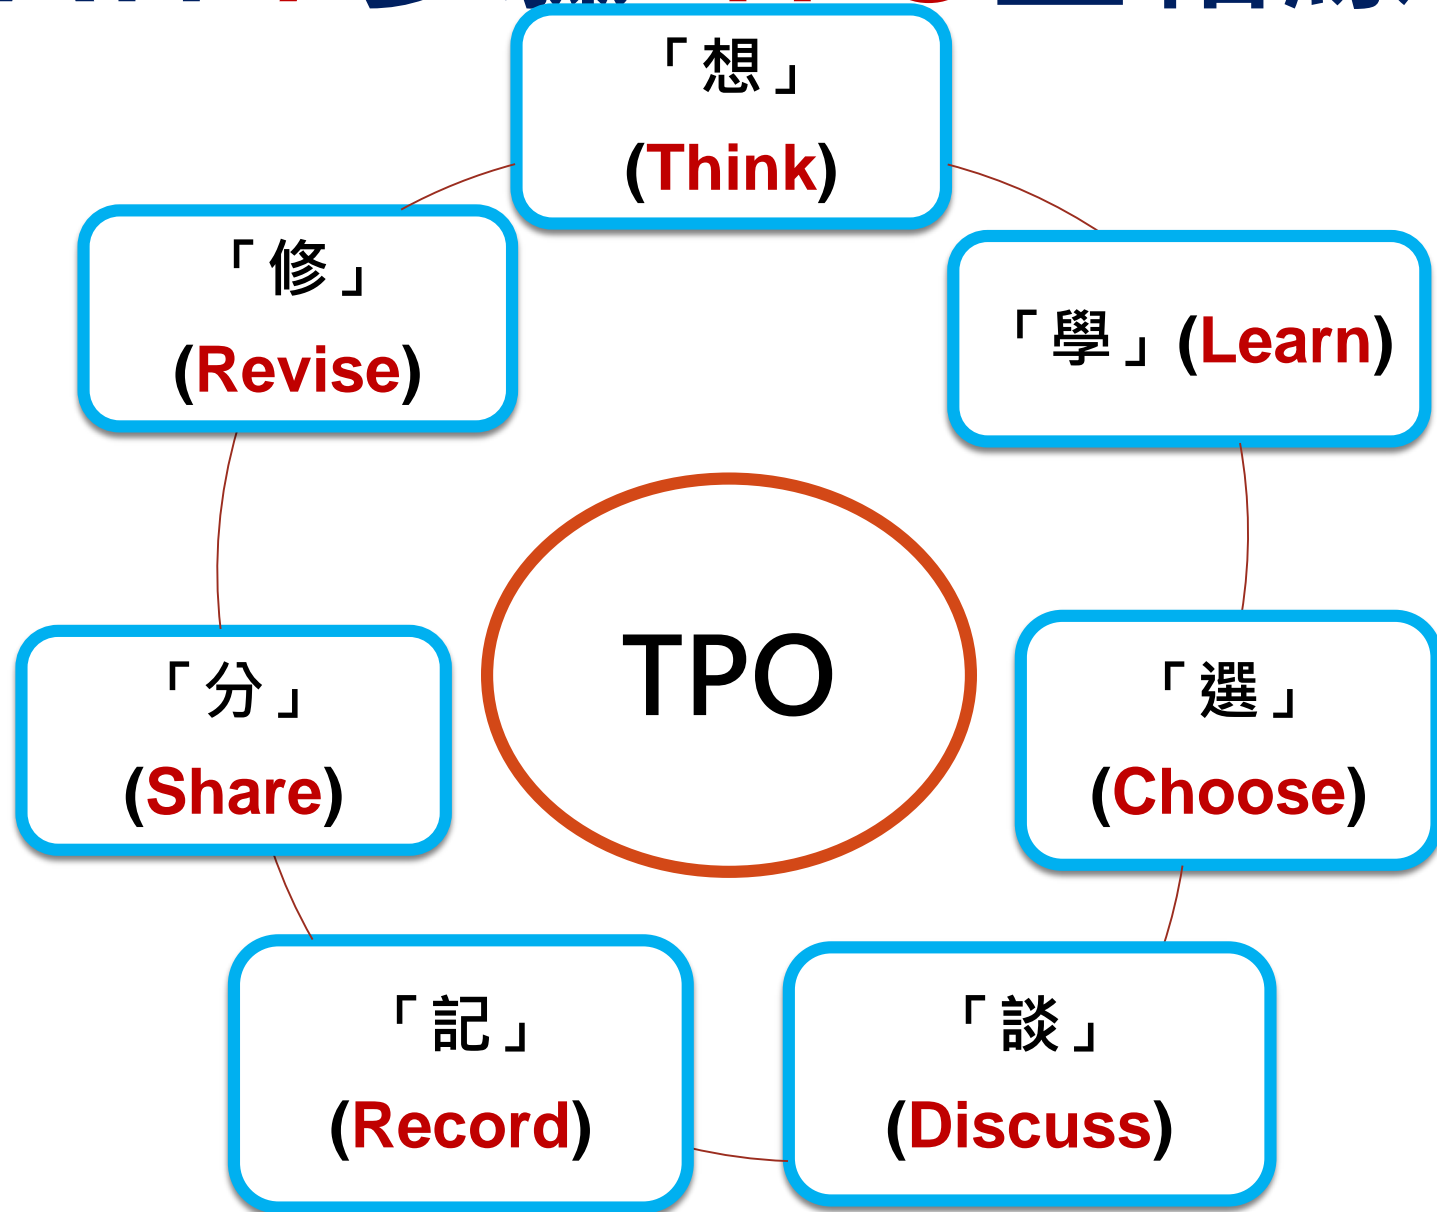 「想」
(Think)
「學」(Learn)
「選」
(Choose)
「談」
(Discuss)
「記」
(Record)
「分」
(Share)
「修」
(Revise)
TPO